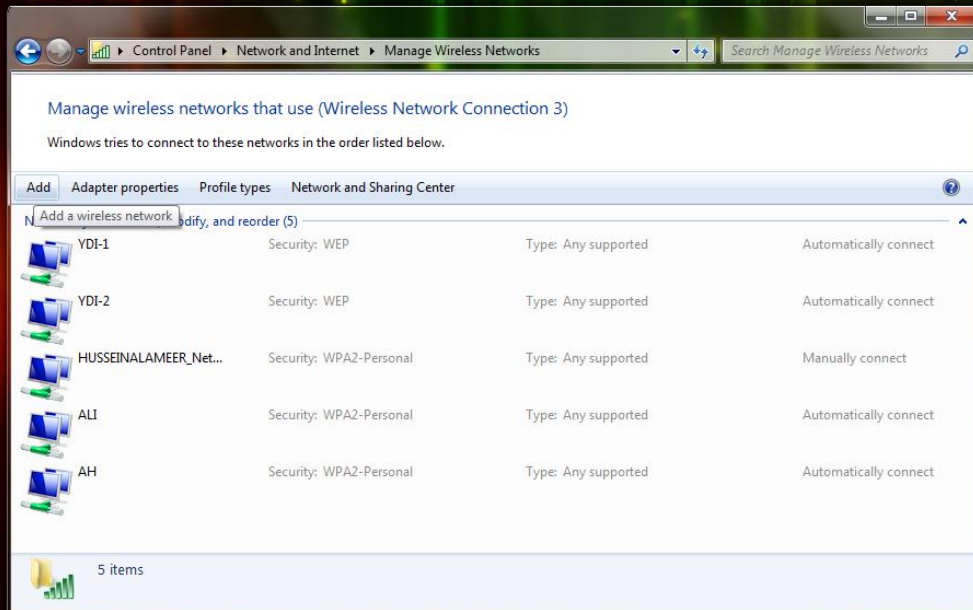 Control Panel ▸ Network and Internet ▸ Manage Wireless Networks
Search Manage Wireless Networks
Manage wireless networks that use (Wireless Network Connection 3)
Windows tries to connect to these networks in the order listed below.
Add Adapter properties Profile types Network and Sharing Center
Add a wireless network
and reorder (5)
YDI-1 Security: WEP Type: Any supported Automatically connect
YDI-2 Security: WEP Type: Any supported Automatically connect
HUSSEINALAMEER_Net... Security: WPA2-Personal Type: Any supported Manually connect
ALI Security: WPA2-Personal Type: Any supported Automatically connect
AH Security: WPA2-Personal Type: Any supported Automatically connect
5 items